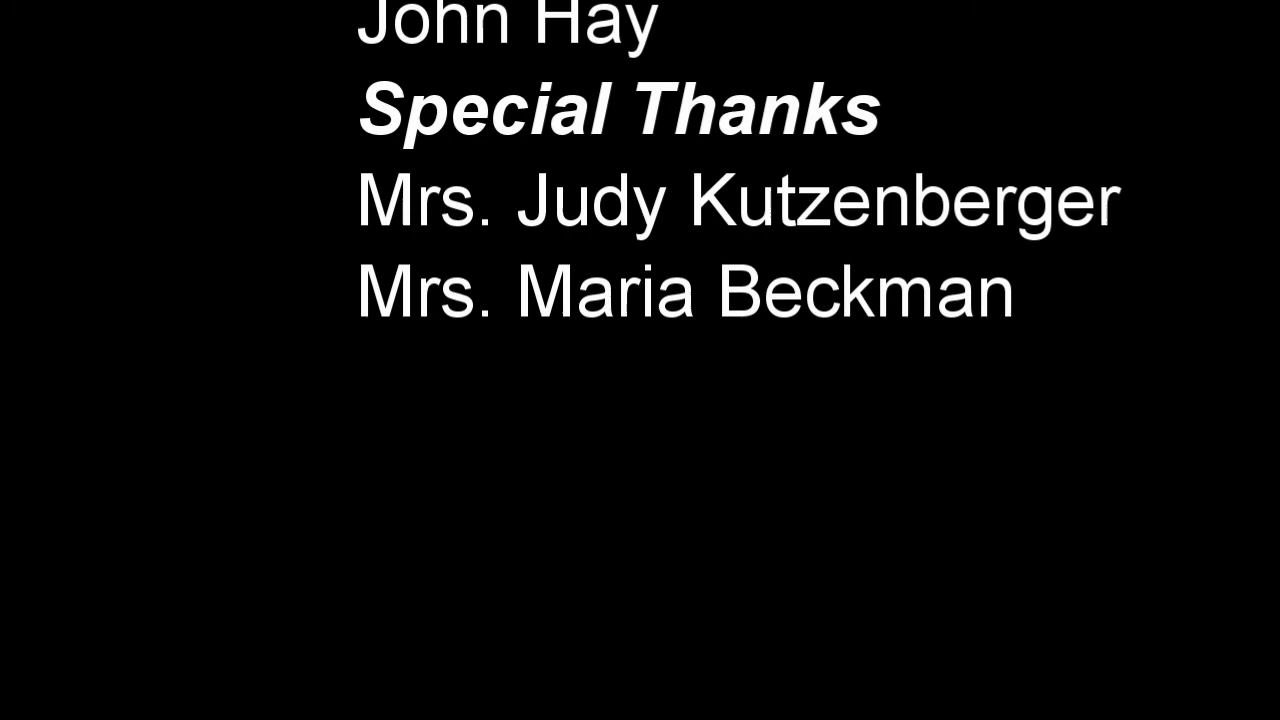 John Hay
Special Thanks
Mrs. Judy Kutzenberger
Mrs. Maria Beckman